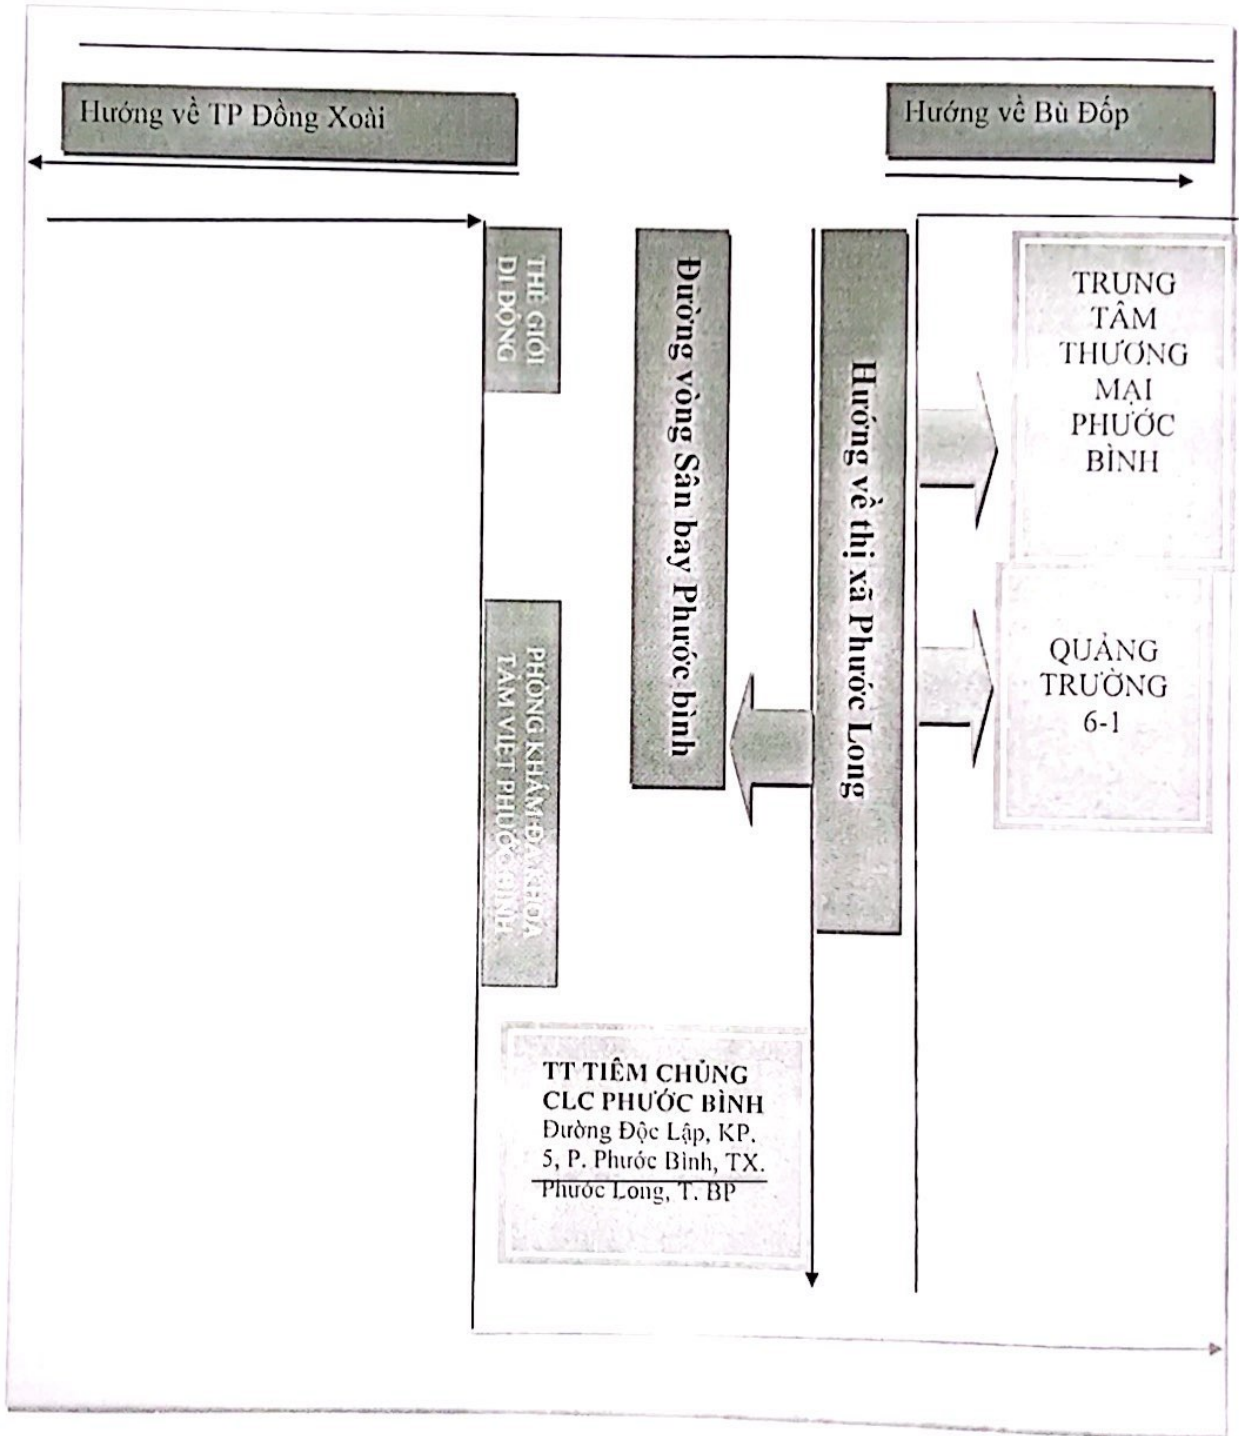 Hướng về TP Đồng Xoài
Hướng về Bù Đốp
THẾ GIỚI
DI ĐỘNG
Đường vòng Sân bay Phước bình
Hướng về thị xã Phước Long
TRUNG
TÂM
THƯƠNG
MẠI
PHƯỚC
BÌNH
PHÒNG KHÁM ĐA KHOA
TÂM VIỆT PHƯỚC BÌNH
QUẢNG
TRƯỜNG
6-1
TT TIÊM CHỦNG
CLC PHƯỚC BÌNH
Đường Độc Lập, KP.
5, P. Phước Bình, TX.
Phước Long, T. BP